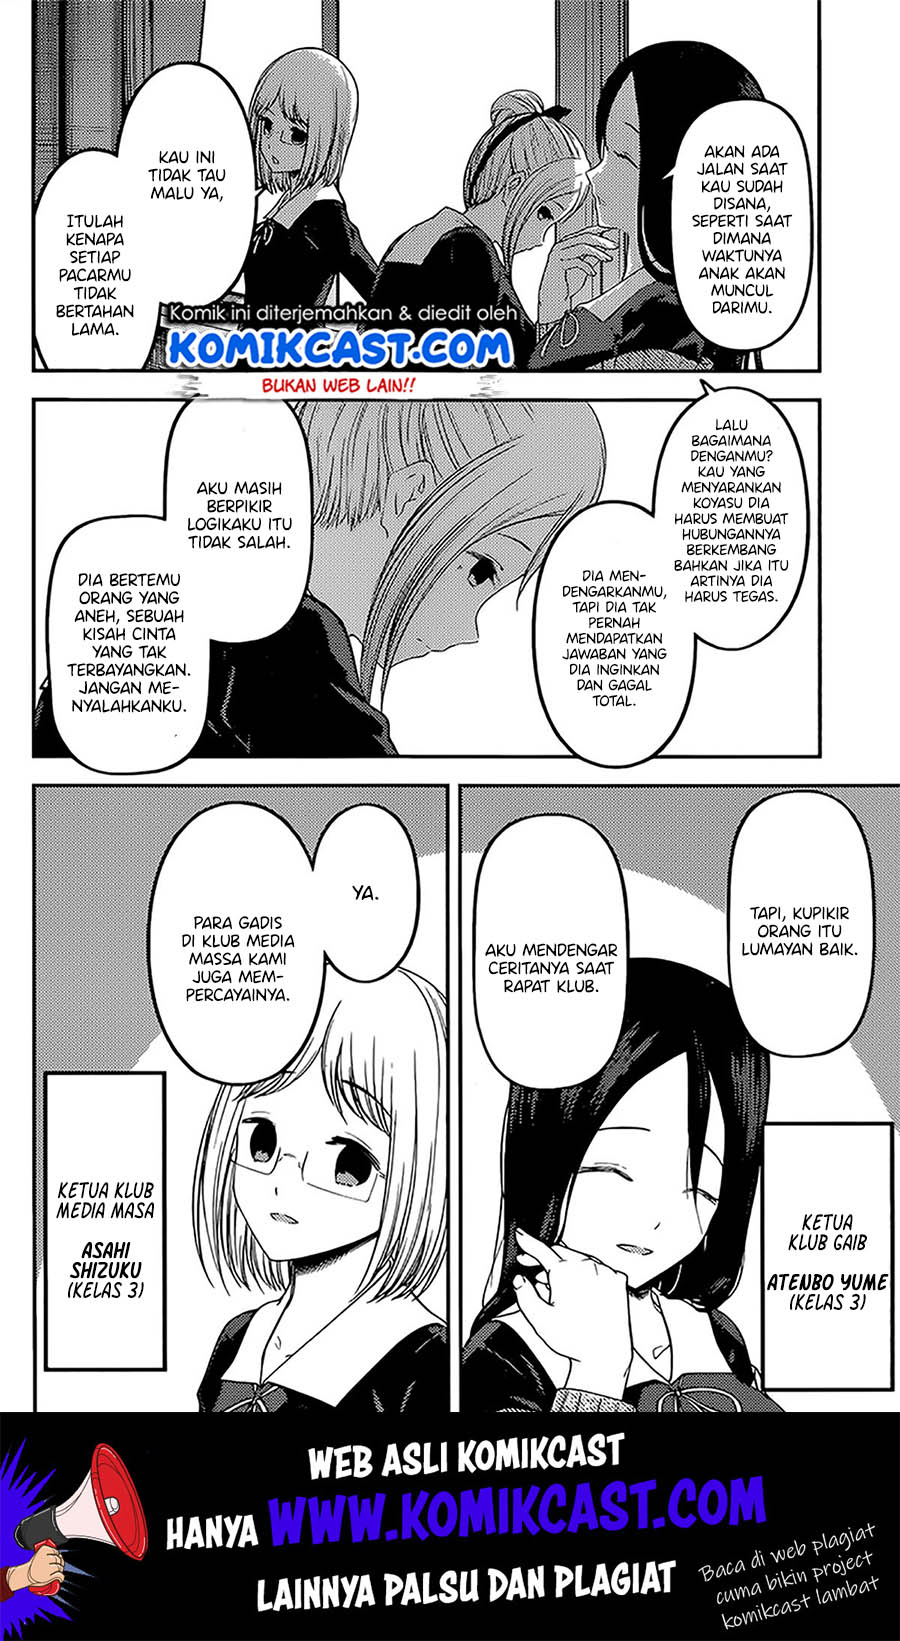 AKAN ADA
JALAN SAAT
KAU SUDAH
DISANA,
SEPERTI SAAT
DIMANA
WAKTUNYA
ANAK AKAN
MUNCUL
DARIMU.
KAU INI
TIDAK TAU
MALU YA,
ITULAH
KENAPA
SETIAP
PACARMU
TIDAK
BERTAHAN
LAMA.
Komik ini diterjemahkan & diedit oleh
KOMIKCAST.COM
BUKAN WEB LAIN!!
LALU
BAGAIMANA
DENGANMU?
KAU YANG
MENYARANKAN
KOYASU DIA
HARUS MEMBUAT
HUBUNGANNYA
BERKEMBANG
BAHKAN JIKA ITU
ARTINYA DIA
HARUS TEGAS.
DIA MEN-
DENGARKANMU,
TAPI DIA TAK
PERNAH
MENDAPATKAN
JAWABAN YANG
DIA INGINKAN
DAN GAGAL
TOTAL.
AKU MASIH
BERPIKIR
LOGIKAKU ITU
TIDAK SALAH.
DIA BERTEMU
ORANG YANG
ANEH, SEBUAH
KISAH CINTA
YANG TAK
TERBAYANGKAN.
JANGAN ME-
NYALAHKANKU.
TAPI, KUPIKIR
ORANG ITU
LUMAYAN BAIK.
AKU MENDENGAR
CERITANYA SAAT
RAPAT KLUB.
KETUA
KLUB GAIB
ATENBO YUME
(KELAS 3)
YA.
PARA GADIS
DI KLUB MEDIA
MASSA KAMI
JUGA MEM-
PERCAYAINYA.
KETUA KLUB
MEDIA MASA
ASAHI
SHIZUKU
(KELAS 3)
WEB ASLI KOMIKCAST
HANYA WWW.KOMIKCAST.COM
LAINNYA PALSU DAN PLAGIAT
Baca di web plagiat
cuma bikin project
komikcast lambat